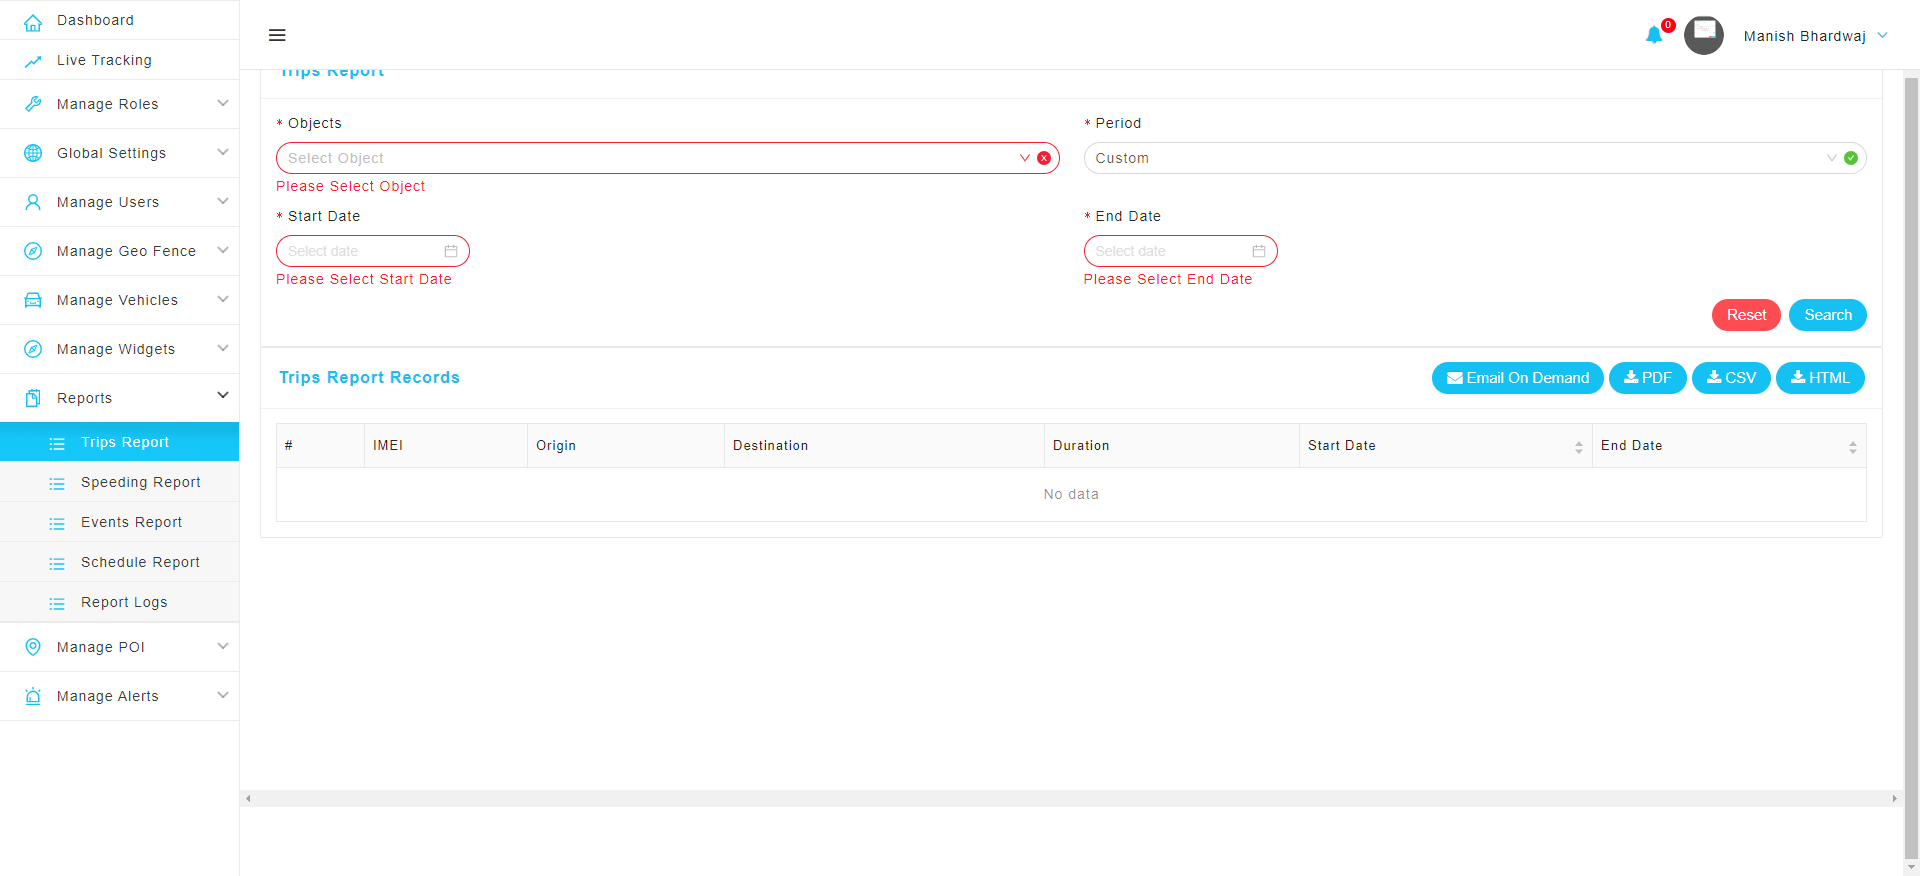 Dashboard
Live Tracking
Manage Roles
Global Settings
Manage Users
Manage Geo Fence
Manage Vehicles
Manage Widgets
Reports
Trips Report
Speeding Report
Events Report
Schedule Report
Report Logs
Manage POI
Manage Alerts
0
Manish Bhardwaj
Trips Report
* Objects
Select Object
Please Select Object
* Period
Custom
* Start Date
Select date
Please Select Start Date
* End Date
Select date
Please Select End Date
Reset Search
Trips Report Records
Email On Demand PDF CSV HTML
# IMEI Origin Destination Duration Start Date End Date
No data